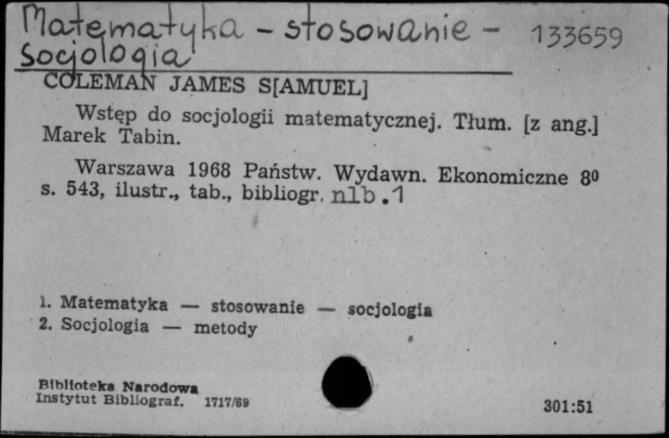 Matematyka - stosowanie - 133659
socjologia
COLEMAN JAMES S[AMUEL]
Wstęp do socjologii matematycznej. Tłum. [z ang.]
Marek Tabin.
Warszawa 1968 Państw. Wydawn. Ekonomiczne 8⁰
s. 543, ilustr., tab., bibliogr. nlb.1
1. Matematyka — stosowanie — socjologia
2. Socjologia — metody
Biblioteka Narodowa
Instytut Bibliograf. 1717/69
301:51